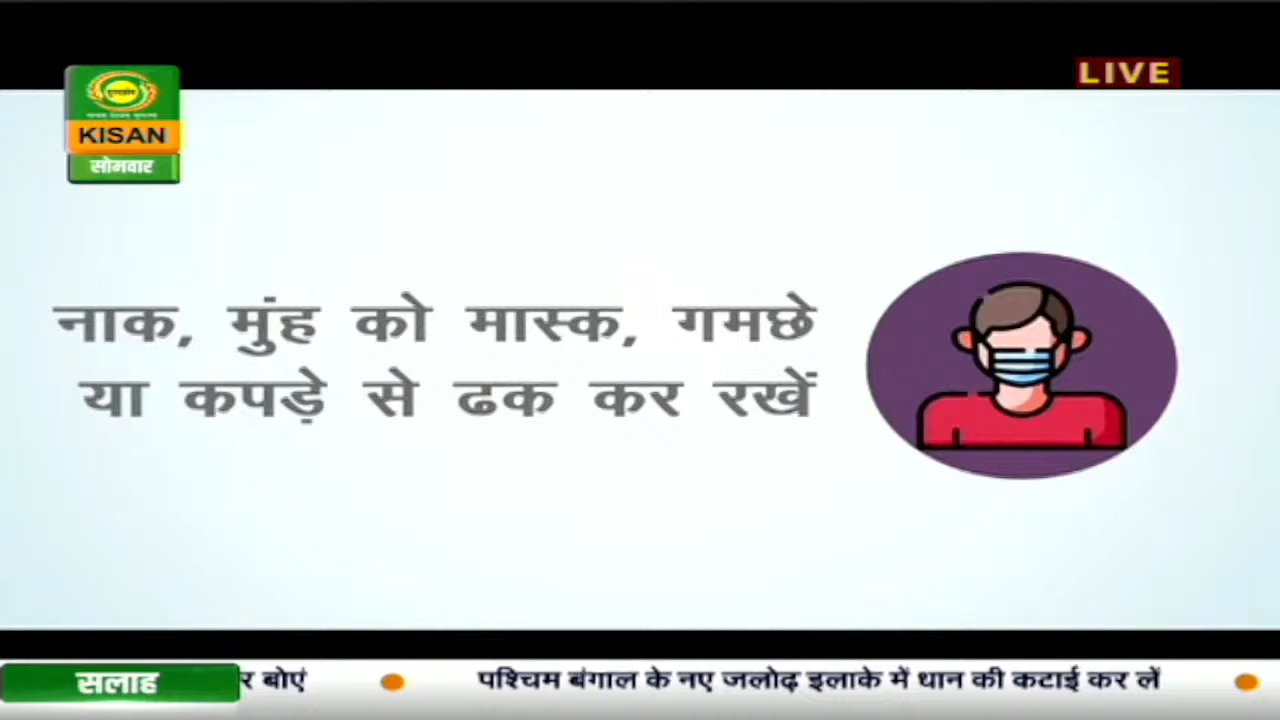 LIVE
KISAN
सोमवार
नाक, मुंह को मास्क, गमछे
या कपड़े से ढक कर रखें
सलाह
र बोएं
पश्चिम बंगाल के नए जलोढ़ इलाके में धान की कटाई कर लें